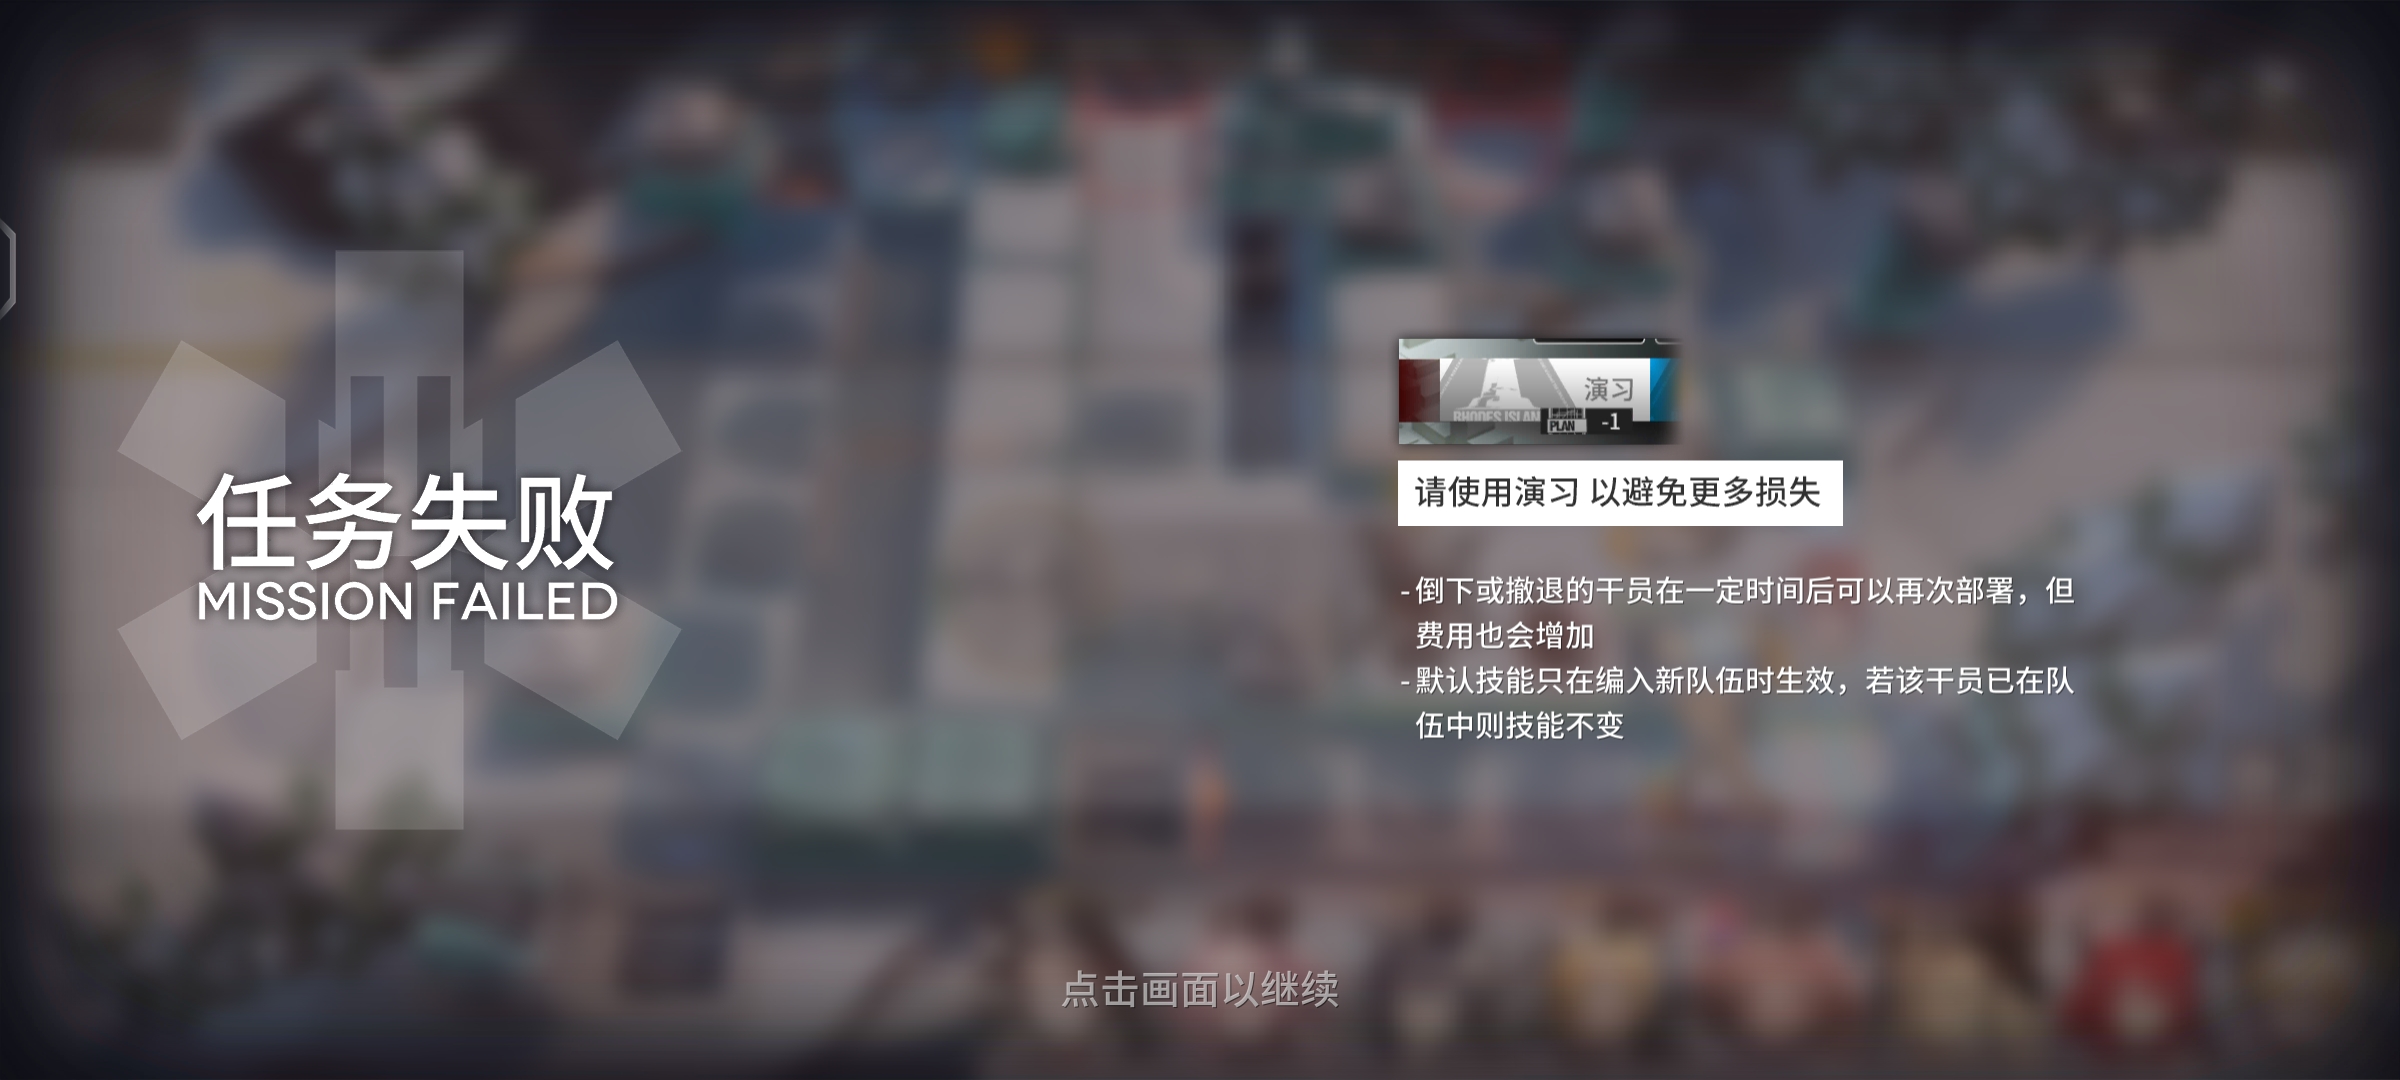 任务失败
MISSION FAILED
演习
RHODES ISLAN
PLAN -1
请使用演习 以避免更多损失
- 倒下或撤退的干员在一定时间后可以再次部署，但
费用也会增加
- 默认技能只在编入新队伍时生效，若该干员已在队
伍中则技能不变
点击画面以继续